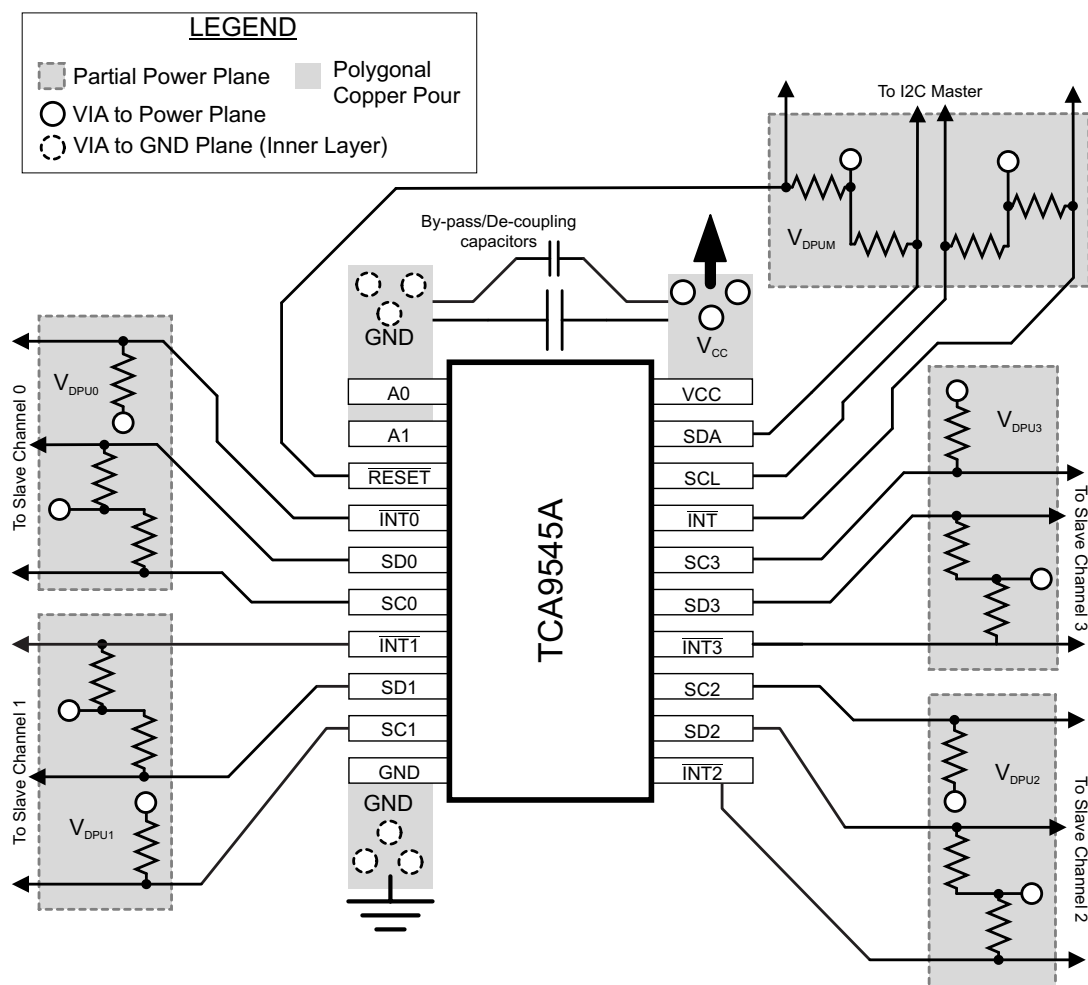 LEGEND
Partial Power Plane
Polygonal
Copper Pour
VIA to Power Plane
VIA to GND Plane (Inner Layer)
To I2C Master
By-pass/De-coupling
capacitors
VDPUM
GND
VCC
VDPU0
To Slave Channel 0
A0
A1
RESET
INT0
SD0
SC0
INT1
SD1
SC1
GND
TCA9545A
VCC
SDA
SCL
INT
SC3
SD3
INT3
SC2
SD2
INT2
VDPU3
To Slave Channel 3
To Slave Channel 1
VDPU1
GND
VDPU2
To Slave Channel 2